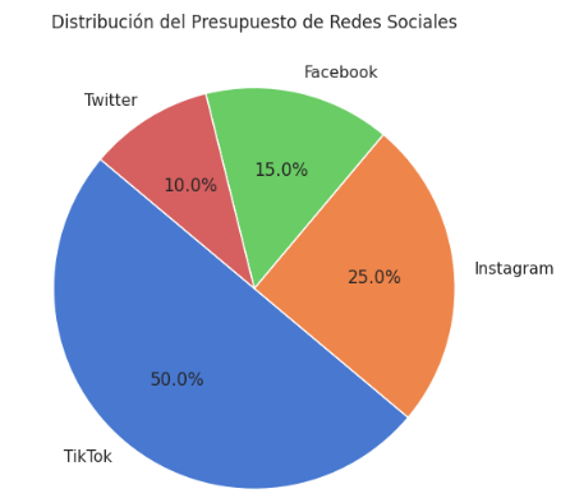 Distribución del Presupuesto de Redes Sociales
Facebook
Twitter
15.0%
10.0%
Instagram
25.0%
50.0%
TikTok